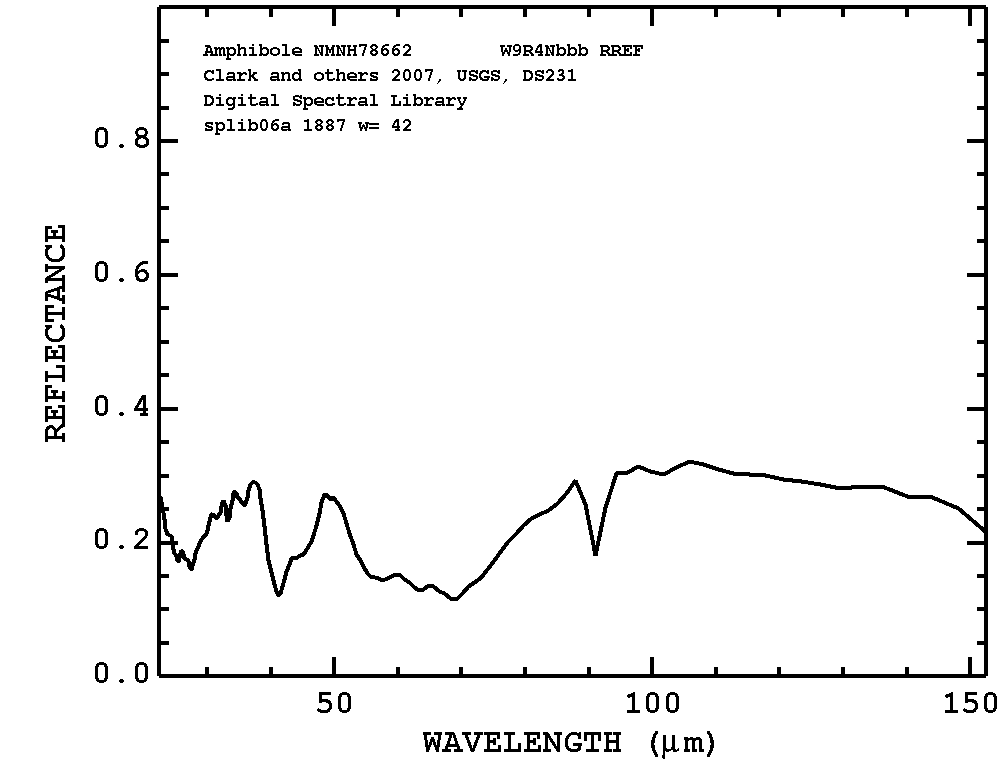 Amphibole NMNH78662 W9R4Nbbb RREF
Clark and others 2007, USGS, DS231
Digital Spectral Library
splib06a 1887 w= 42
REFLECTANCE
0.8
0.6
0.4
0.2
0.0
50 100 150
WAVELENGTH (μm)